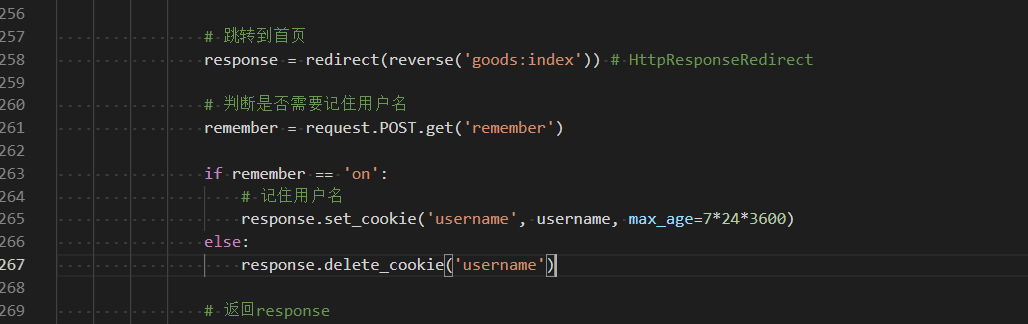 256
257 # 跳转到首页
258 response = redirect(reverse('goods:index')) # HttpResponseRedirect
259
260 # 判断是否需要记住用户名
261 remember = request.POST.get('remember')
262
263 if remember == 'on':
264 # 记住用户名
265 response.set_cookie('username', username, max_age=7*24*3600)
266 else:
267 response.delete_cookie('username')
268
269 # 返回response